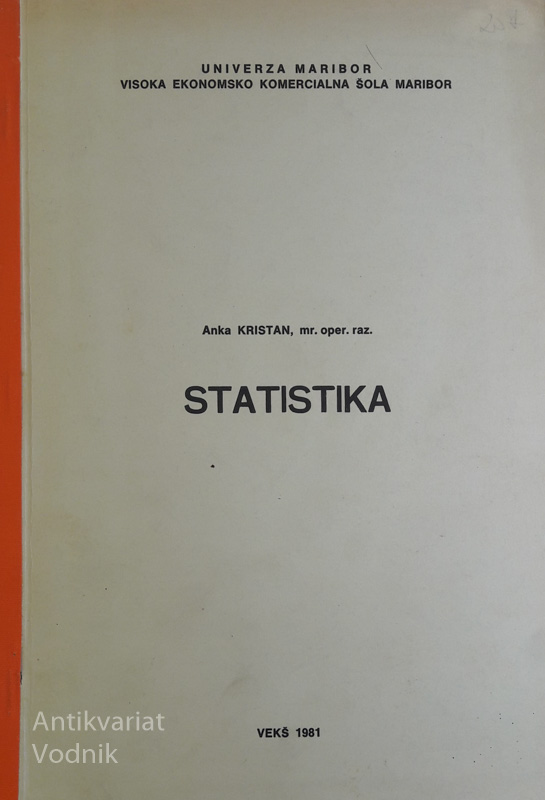 UNIVERZA MARIBOR
VISOKA EKONOMSKO KOMERCIALNA ŠOLA MARIBOR
Anka KRISTAN, mr. oper. raz.
STATISTIKA
VEKŠ 1981
Antikvariat
Vodnik